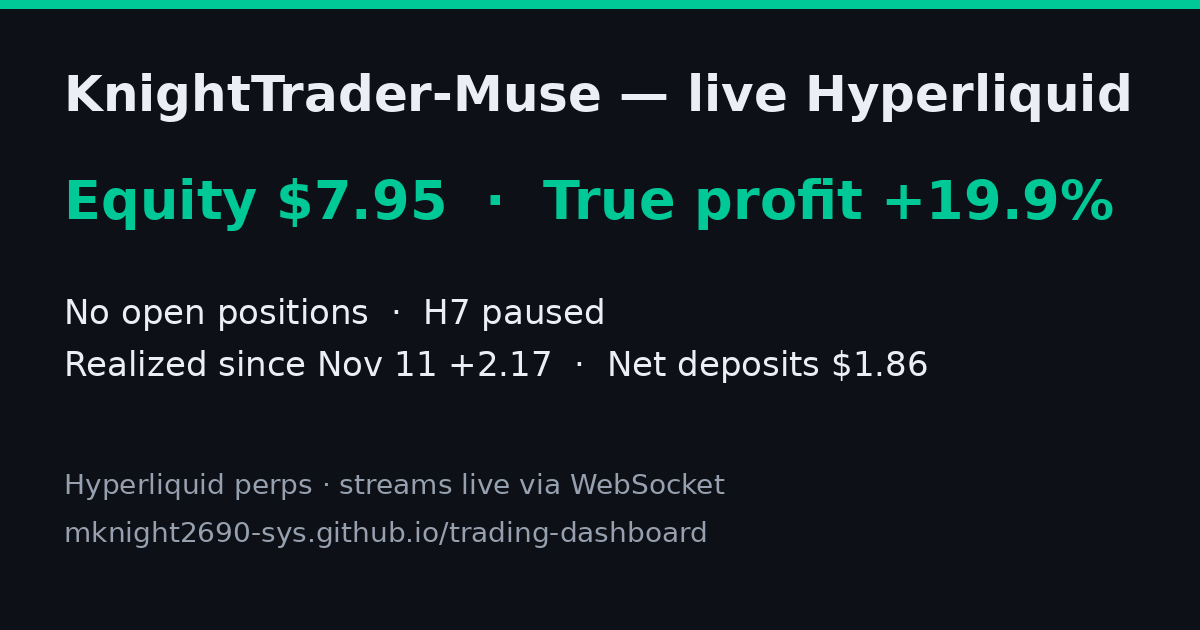 KnightTrader-Muse — live Hyperliquid
Equity $7.95 · True profit +19.9%
No open positions · H7 paused
Realized since Nov 11 +2.17 · Net deposits $1.86
Hyperliquid perps · streams live via WebSocket
mknight2690-sys.github.io/trading-dashboard